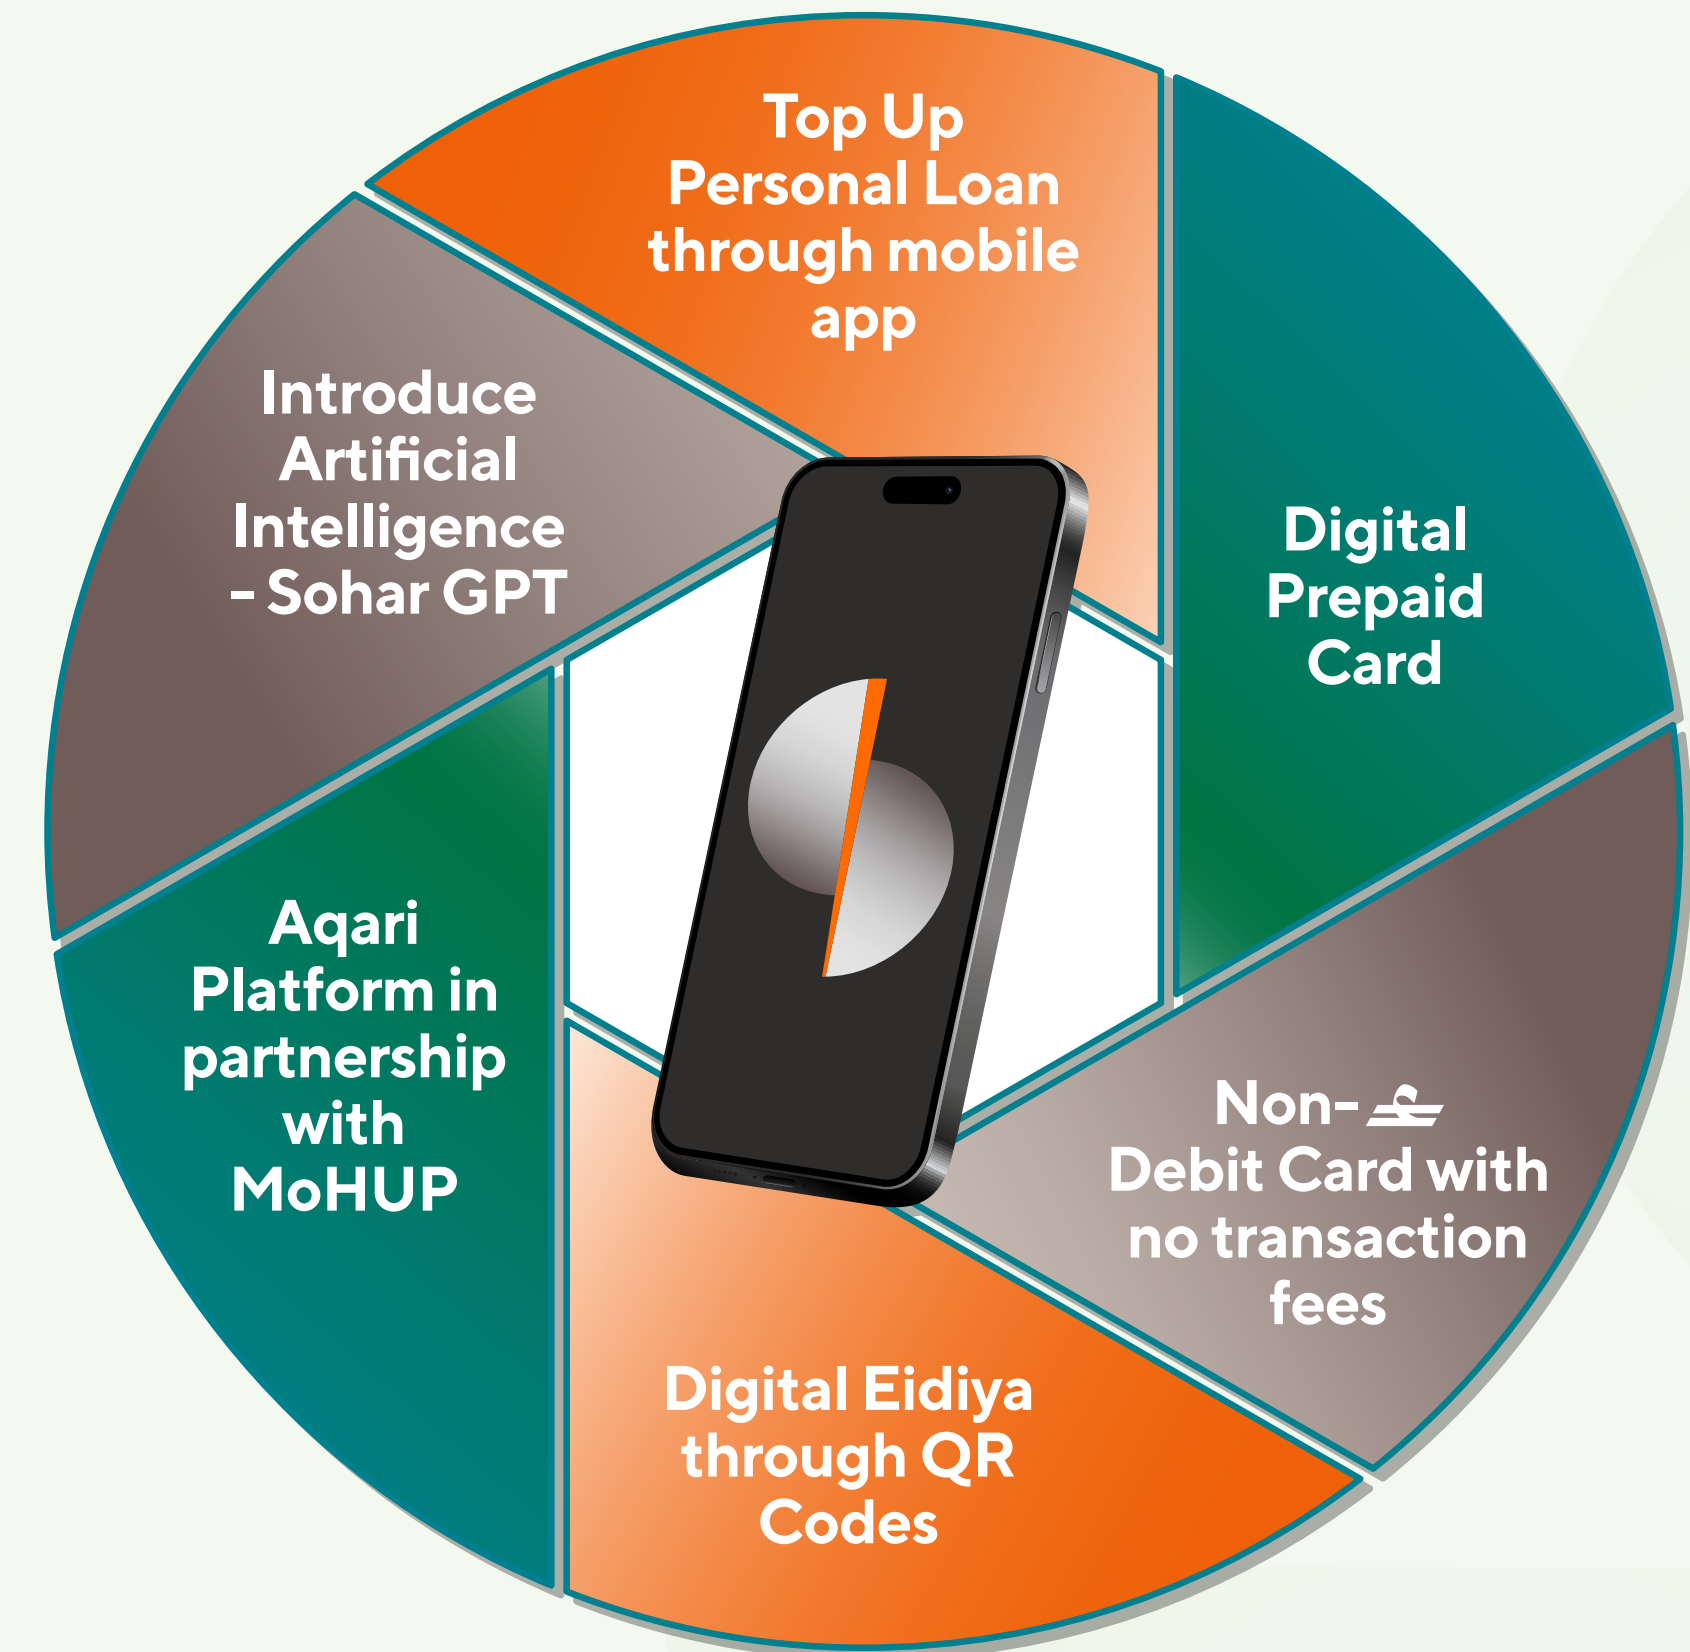 Top Up
Personal Loan
through mobile
app
Digital
Prepaid
Card
Non-
Debit Card with
no transaction
fees
Digital Eidiya
through QR
Codes
Aqari
Platform in
partnership
with
MoHUP
Introduce
Artificial
Intelligence
- Sohar GPT